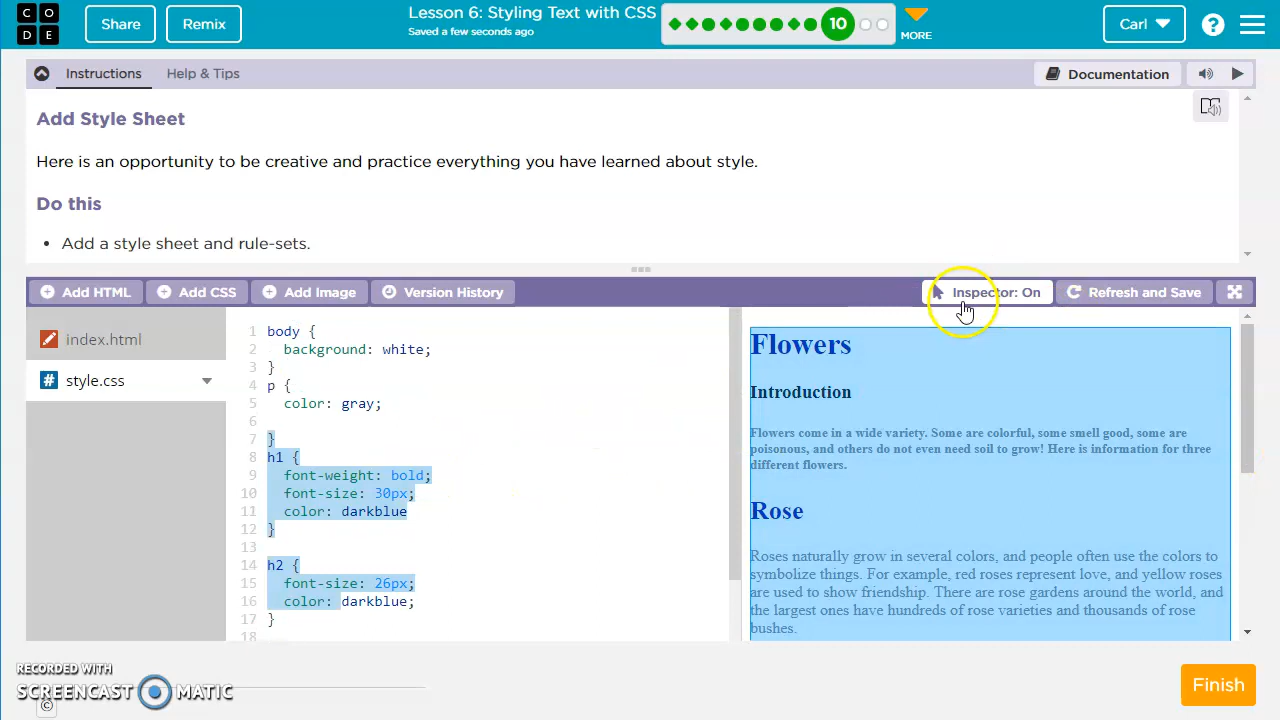 C O
D E
Share
Remix
Lesson 6: Styling Text with CSS
Saved a few seconds ago
10
MORE
Carl
?
Instructions
Help & Tips
Documentation
Add Style Sheet
Here is an opportunity to be creative and practice everything you have learned about style.
Do this
• Add a style sheet and rule-sets.
Add HTML
Add CSS
Add Image
Version History
Inspector: On
Refresh and Save
index.html
# style.css
1 body {
2 background: white;
3 }
4 p {
5 color: gray;
6
7 }
8 h1 {
9 font-weight: bold;
10 font-size: 30px;
11 color: darkblue
12 }
13
14 h2 {
15 font-size: 26px;
16 color: darkblue;
17 }
18
Flowers
Introduction
Flowers come in a wide variety. Some are colorful, some smell good, some are
poisonous, and others do not even need soil to grow! Here is information for three
different flowers.
Rose
Roses naturally grow in several colors, and people often use the colors to
symbolize things. For example, red roses represent love, and yellow roses
are used to show friendship. There are rose gardens around the world, and
the largest ones have hundreds of rose varieties and thousands of rose
bushes.
RECORDED WITH
SCREENCAST MATIC
©
Finish